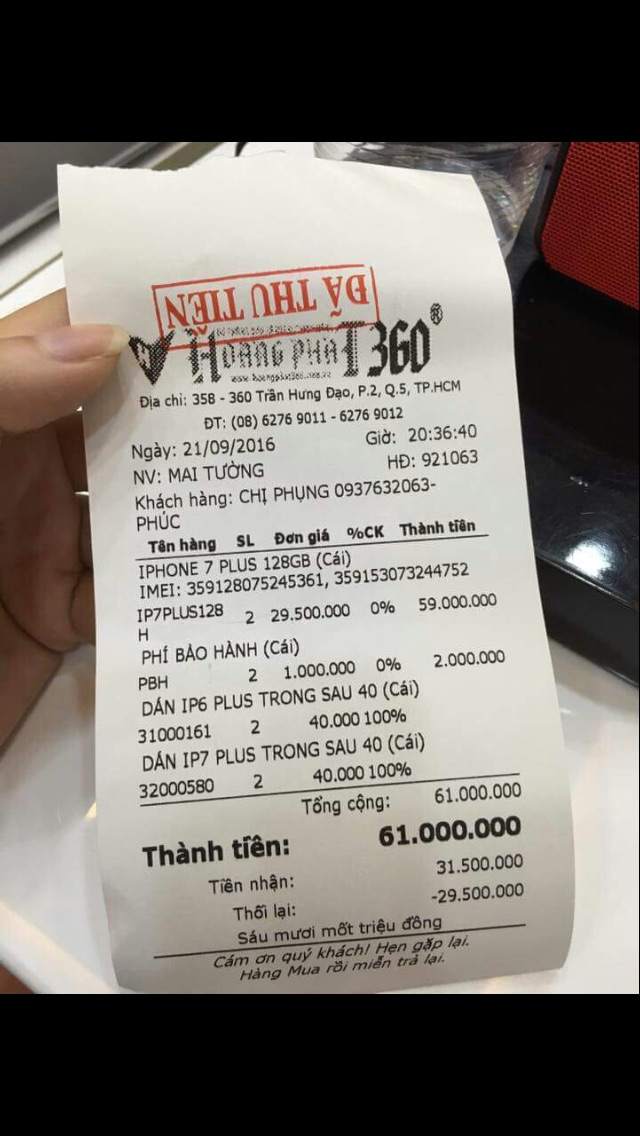 ĐÃ THU TIỀN
HOANG PHAT 360®
www.hoangphat360.com.vn
Địa chỉ: 358 - 360 Trần Hưng Đạo, P.2, Q.5, TP.HCM
ĐT: (08) 6276 9011 - 6276 9012
Ngày: 21/09/2016 Giờ: 20:36:40
NV: MAI TƯỜNG HĐ: 921063
Khách hàng: CHỊ PHỤNG 0937632063-
PHÚC
Tên hàng SL Đơn giá %CK Thành tiền
IPHONE 7 PLUS 128GB (Cái)
IMEI: 359128075245361, 359153073244752
IP7PLUS128 2 29.500.000 0% 59.000.000
H
PHÍ BẢO HÀNH (Cái)
PBH 2 1.000.000 0% 2.000.000
DÁN IP6 PLUS TRONG SAU 40 (Cái)
31000161 2 40.000 100%
DÁN IP7 PLUS TRONG SAU 40 (Cái)
32000580 2 40.000 100%
Tổng cộng: 61.000.000
Thành tiền: 61.000.000
Tiền nhận: 31.500.000
Thối lại: -29.500.000
Sáu mươi mốt triệu đồng
Cám ơn quý khách! Hẹn gặp lại.
Hàng Mua rồi miễn trả lại.